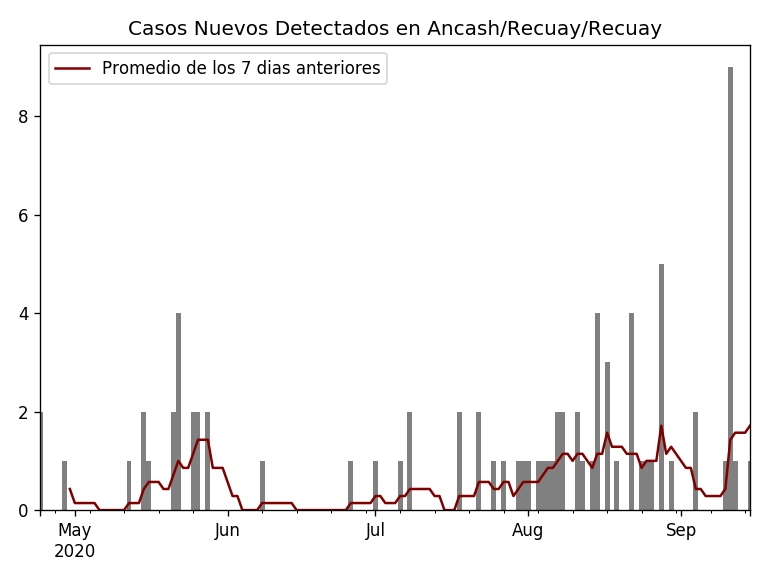 Casos Nuevos Detectados en Ancash/Recuay/Recuay
Promedio de los 7 dias anteriores
8
6
4
2
0
May Jun Jul Aug Sep
2020